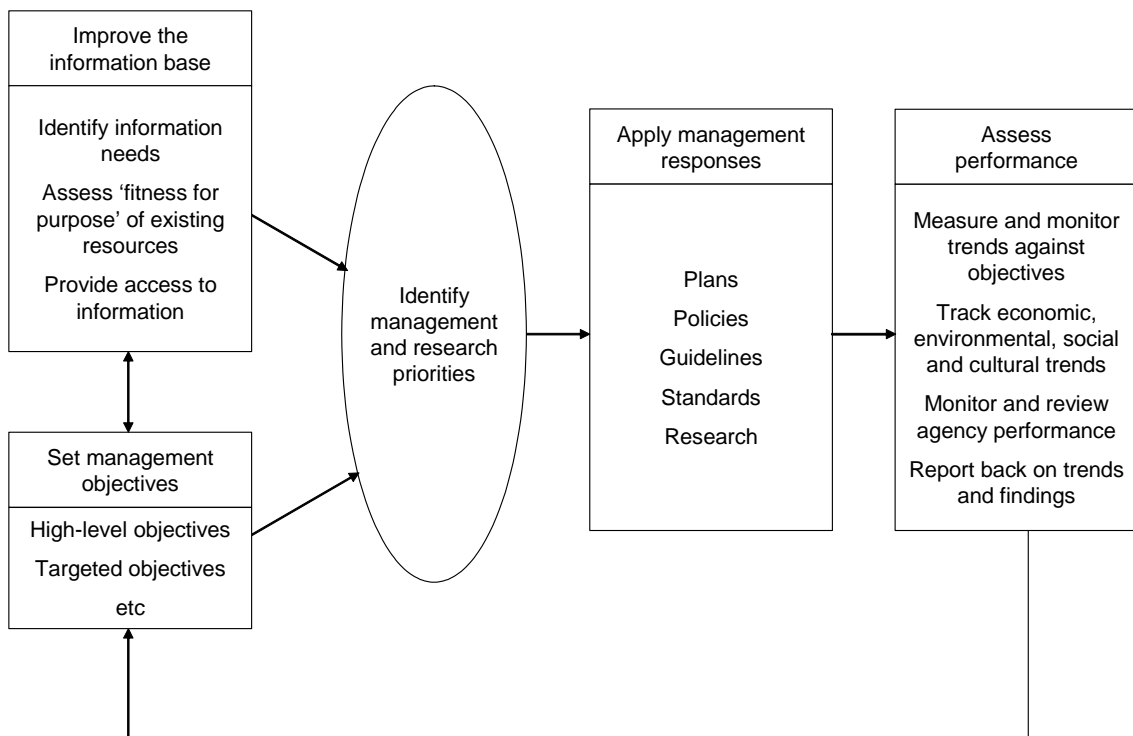 Improve the
information base
Identify information
needs
Assess ‘fitness for
purpose’ of existing
resources
Provide access to
information
Set management
objectives
High-level objectives
Targeted objectives
etc
Identify
management
and research
priorities
Apply management
responses
Plans
Policies
Guidelines
Standards
Research
Assess
performance
Measure and monitor
trends against
objectives
Track economic,
environmental, social
and cultural trends
Monitor and review
agency performance
Report back on trends
and findings